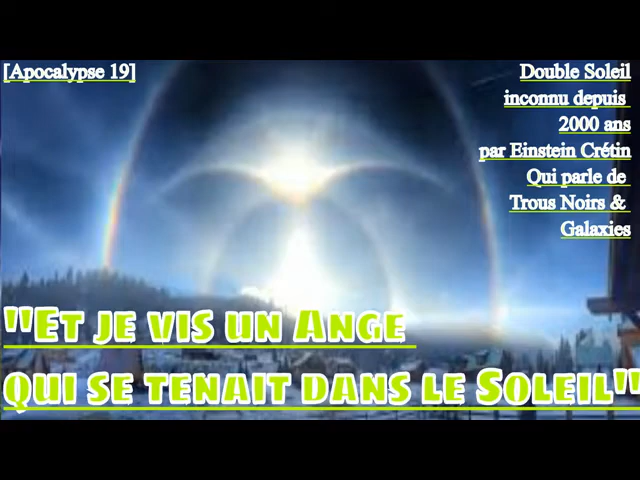 [Apocalypse 19]
Double Soleil
inconnu depuis
2000 ans
par Einstein Crétin
Qui parle de
Trous Noirs &
Galaxies
"Et je vis un Ange
qui se tenait dans le Soleil"